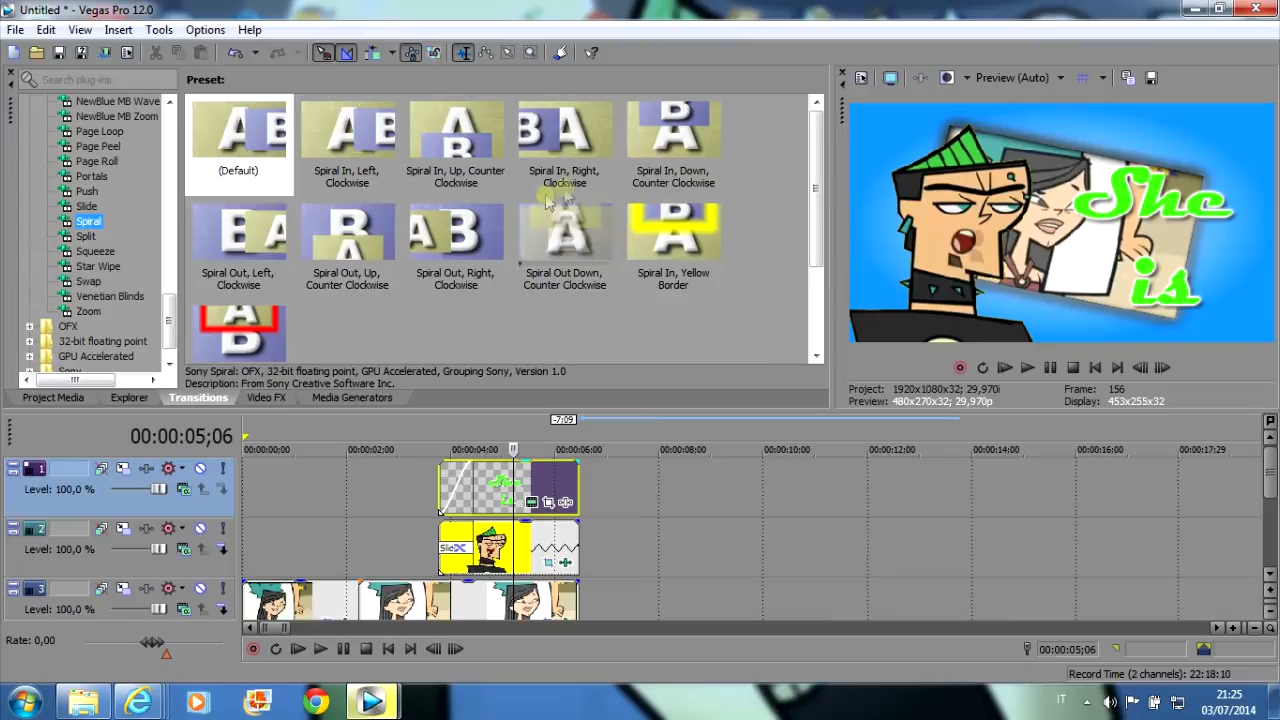 Untitled * - Vegas Pro 12.0
File Edit View Insert Tools Options Help
Search plug-ins
Preset:
Preview (Auto)
NewBlue MB Wave
NewBlue MB Zoom
Page Loop
Page Peel
Page Roll
Portals
Push
Slide
Spiral
Split
Squeeze
Star Wipe
Swap
Venetian Blinds
Zoom
OFX
32-bit floating point
GPU Accelerated
Sony
(Default)
Spiral In, Left,
Clockwise
Spiral In, Up, Counter
Clockwise
Spiral In, Right,
Clockwise
Spiral In, Down,
Counter Clockwise
Spiral Out, Left,
Clockwise
Spiral Out, Up,
Counter Clockwise
Spiral Out, Right,
Clockwise
Spiral Out Down,
Counter Clockwise
Spiral In, Yellow
Border
She
is
Sony Spiral: OFX, 32-bit floating point, GPU Accelerated, Grouping Sony, Version 1.0
Description: From Sony Creative Software Inc.
Project Media Explorer Transitions Video FX Media Generators
Project: 1920x1080x32; 29,970i
Preview: 480x270x32; 29,970p
Frame: 156
Display: 453x255x32
-7:09
00:00:05;06
00:00:00;00 00:00:02;00 00:00:04;00 00:00:06;00 00:00:08;00 00:00:10;00 00:00:12;00 00:00:14;00 00:00:16;00 00:00:17;29
1
Level: 100,0 %
2
Level: 100,0 %
3
Level: 100,0 %
Rate: 0,00
00:00:05;06
Record Time (2 channels): 22:18:10
IT
21:25
03/07/2014